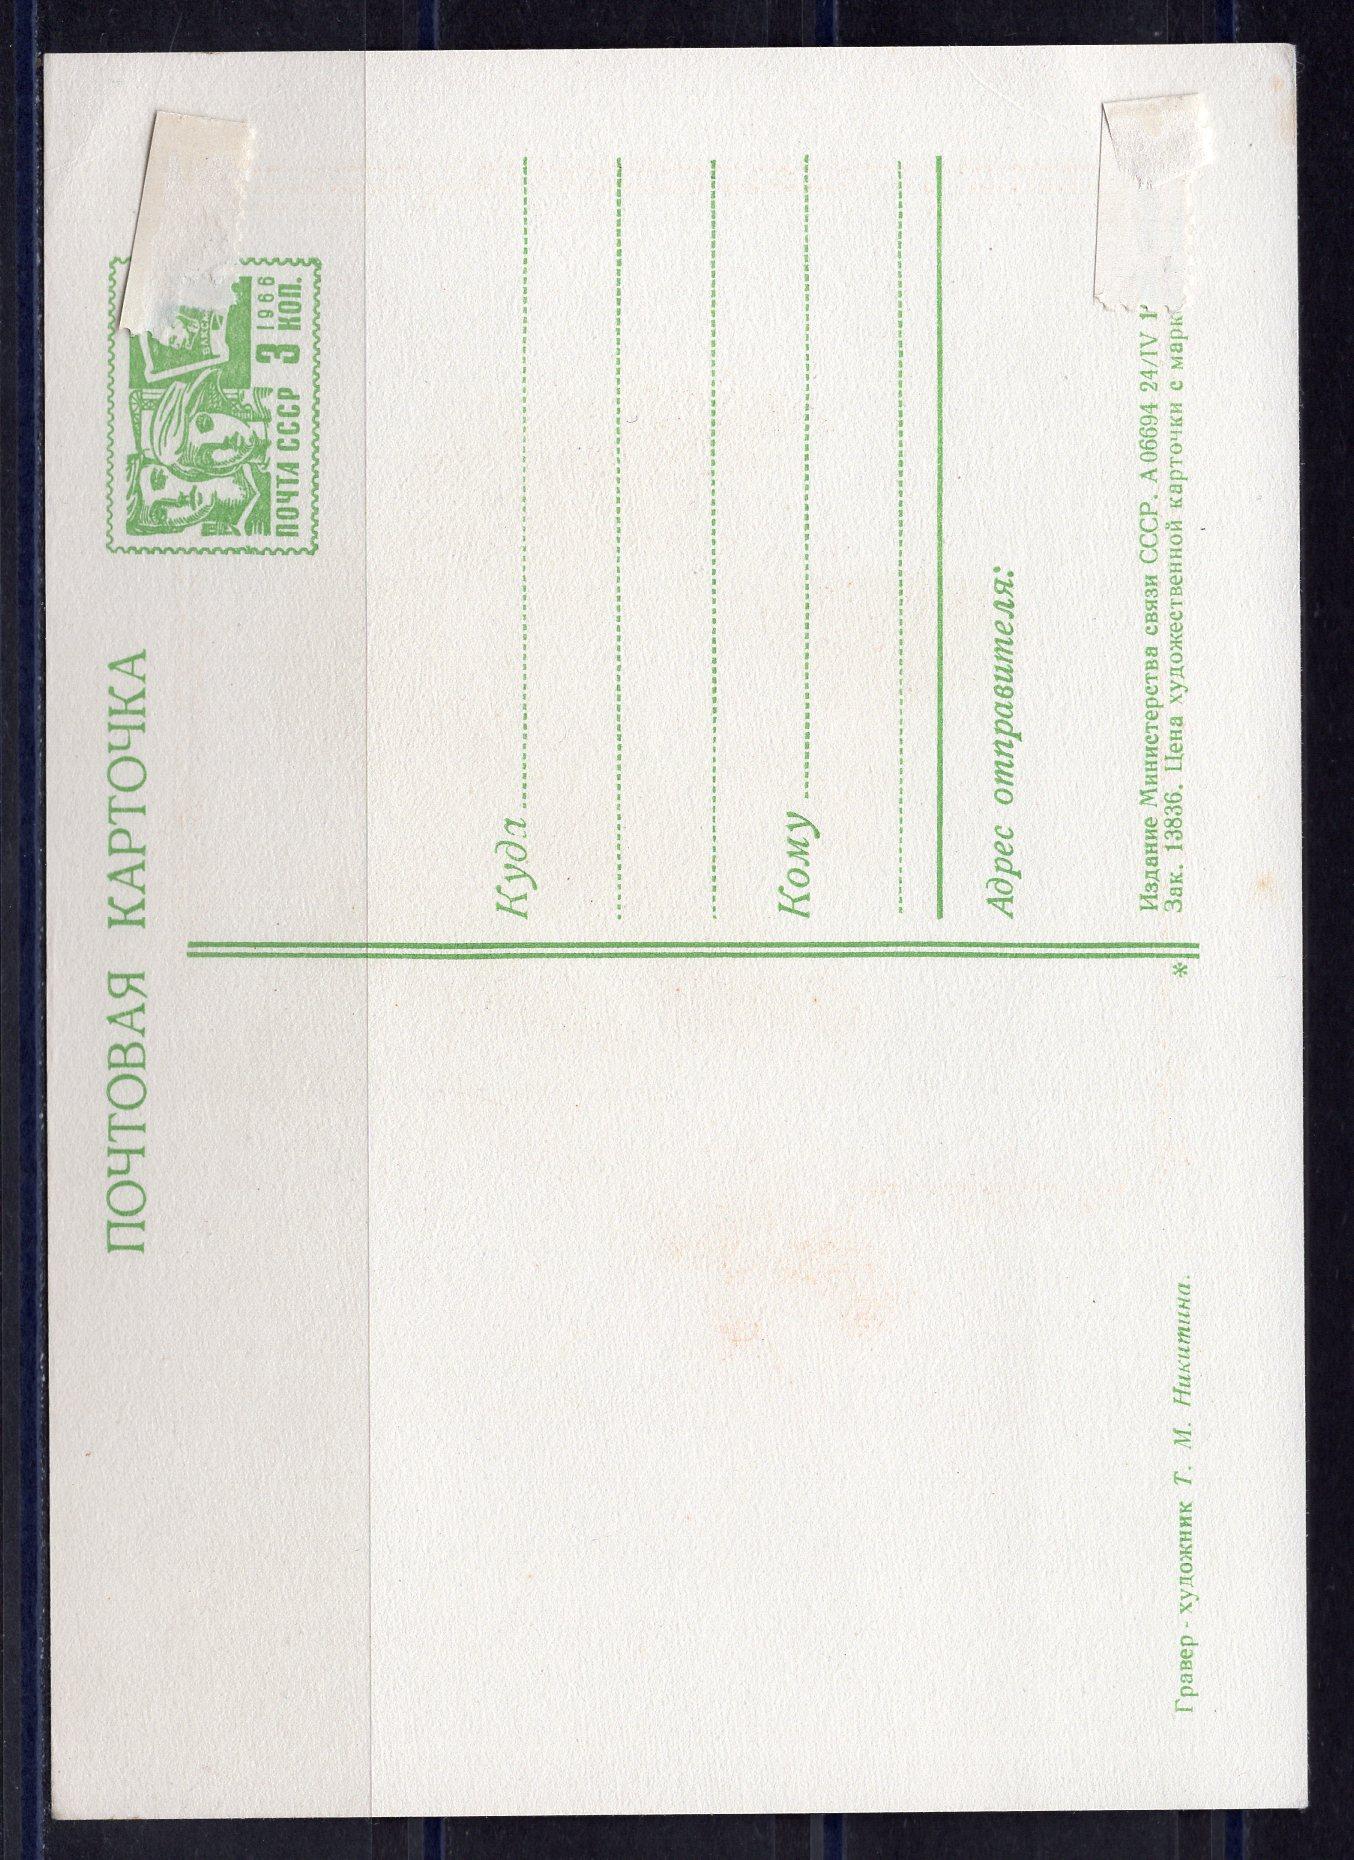 ПОЧТОВАЯ КАРТОЧКА
1966
ПОЧТА СССР 3 КОП.
Куда
Кому
Адрес отправителя:
Издание Министерства связи СССР. А 06694 24/IV
Зак. 13836. Цена художественной карточки с
*
Гравер - художник Т. М. Никитина.